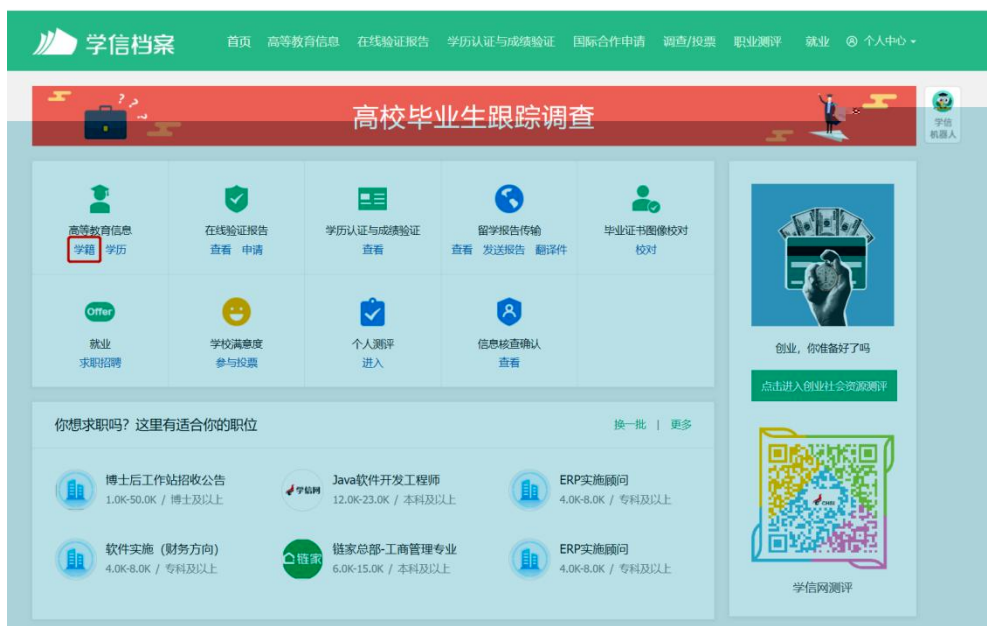 学信档案 首页 高等教育信息 在线验证报告 学历认证与成绩验证 国际合作申请 调查/投票 职业测评 就业 个人中心
高校毕业生跟踪调查
学信
机器人
高等教育信息 在线验证报告 学历认证与成绩验证 留学报告传输 毕业证书图像校对
学籍 学历 查看 申请 查看 查看 发送报告 翻译件 校对
Offer
就业 学校满意度 个人测评 信息核查确认
求职招聘 参与投票 进入 查看
创业，你准备好了吗
点击进入创业社会资源测评
你想求职吗？这里有适合你的职位 换一批 | 更多
博士后工作站招收公告 学信网 Java软件开发工程师 ERP实施顾问
1.0K-50.0K / 博士及以上 12.0K-23.0K / 本科及以上 4.0K-8.0K / 专科及以上
软件实施（财务方向） 链家 链家总部-工商管理专业 ERP实施顾问
4.0K-8.0K / 专科及以上 6.0K-15.0K / 本科及以上 4.0K-8.0K / 专科及以上
学信网测评